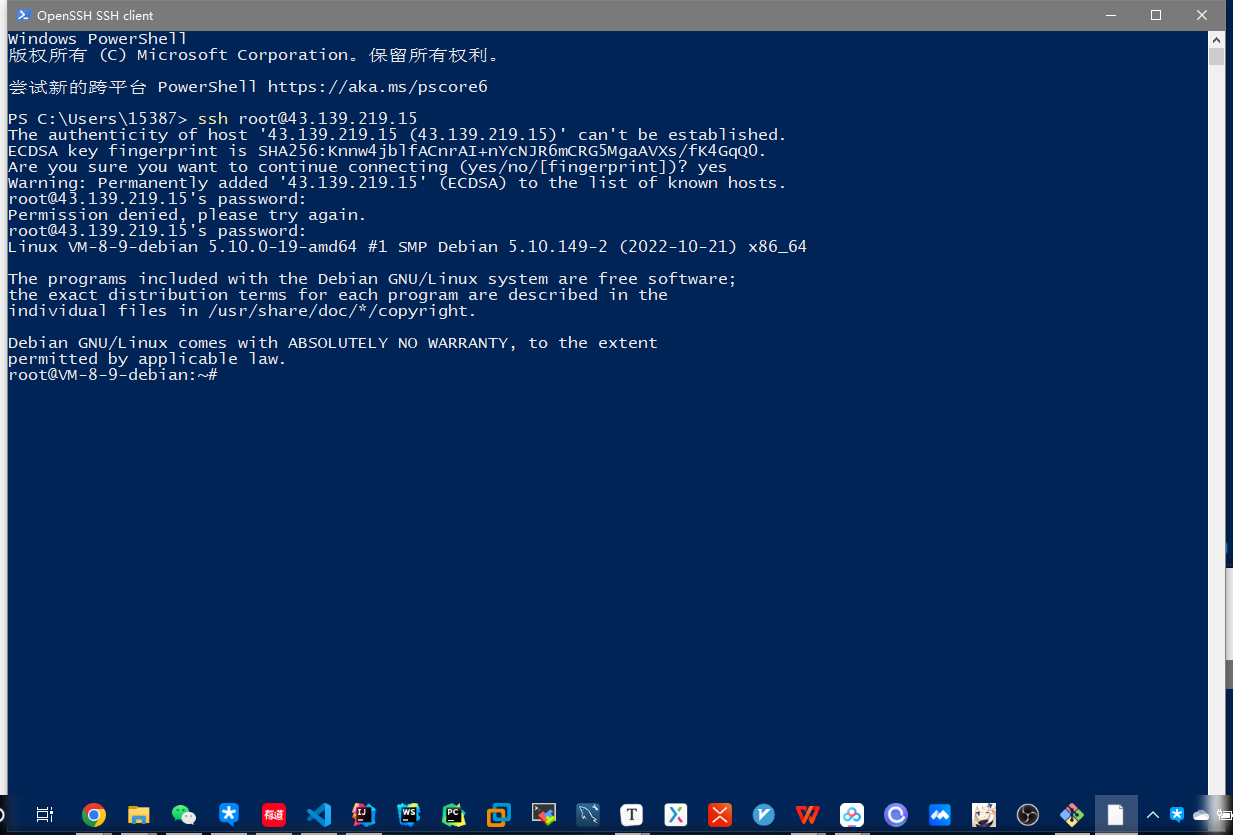 OpenSSH SSH client
Windows PowerShell
版权所有 (C) Microsoft Corporation。保留所有权利。
尝试新的跨平台 PowerShell https://aka.ms/pscore6
PS C:\Users\15387> ssh root@43.139.219.15
The authenticity of host '43.139.219.15 (43.139.219.15)' can't be established.
ECDSA key fingerprint is SHA256:Knnw4jblfACnrAI+nYcNJR6mCRG5MgaAVXs/fK4GqQ0.
Are you sure you want to continue connecting (yes/no/[fingerprint])? yes
Warning: Permanently added '43.139.219.15' (ECDSA) to the list of known hosts.
root@43.139.219.15's password:
Permission denied, please try again.
root@43.139.219.15's password:
Linux VM-8-9-debian 5.10.0-19-amd64 #1 SMP Debian 5.10.149-2 (2022-10-21) x86_64
The programs included with the Debian GNU/Linux system are free software;
the exact distribution terms for each program are described in the
individual files in /usr/share/doc/*/copyright.
Debian GNU/Linux comes with ABSOLUTELY NO WARRANTY, to the extent
permitted by applicable law.
root@VM-8-9-debian:~#
有道 IJ WS PC T